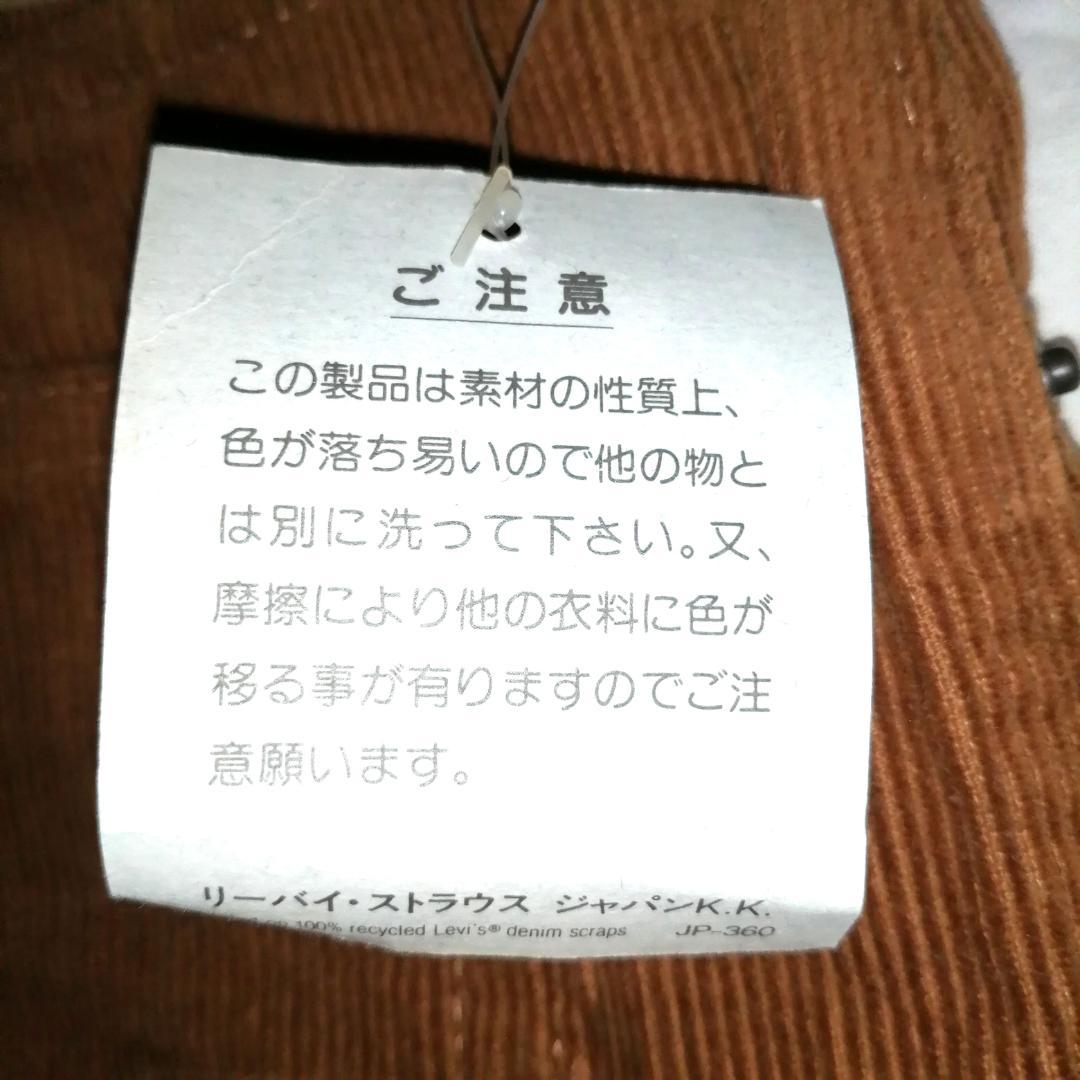 ご注意
この製品は素材の性質上、
色が落ち易いので他の物と
は別に洗って下さい。又、
摩擦により他の衣料に色が
移る事が有りますのでご注
意願います。
リーバイ・ストラウス ジャパンK.K.
on 100% recycled Levi's® denim scraps JP-360